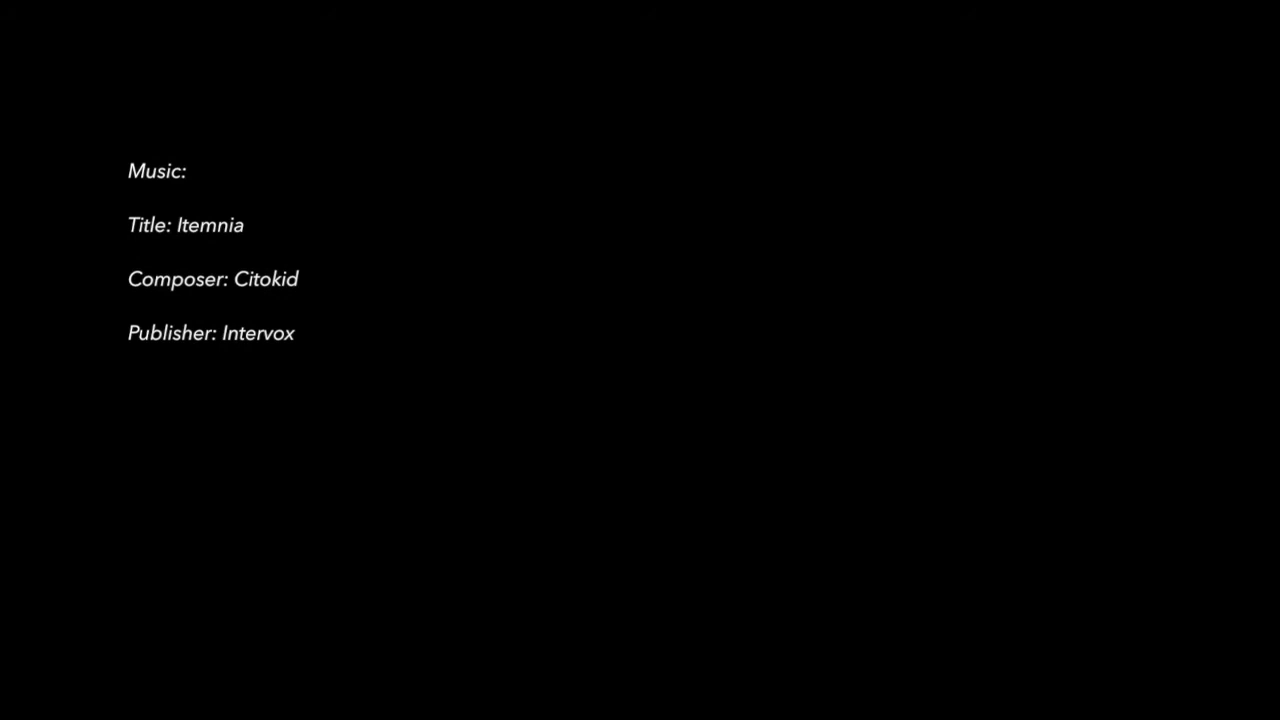 Music:
Title: Itemnia
Composer: Citokid
Publisher: Intervox